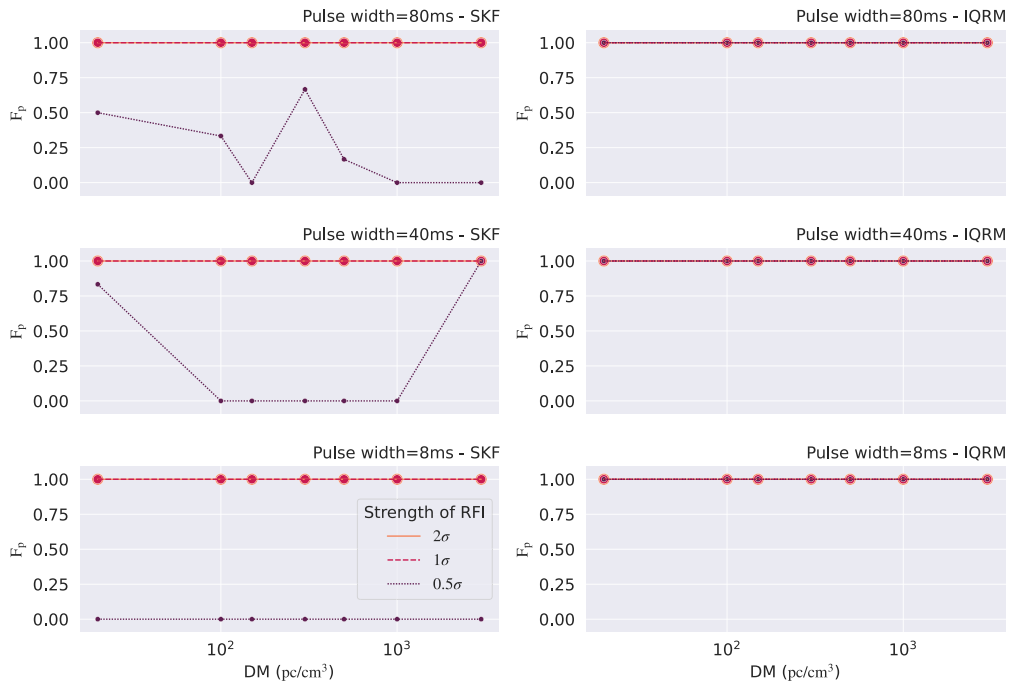 Pulse width=80ms - SKF
1.00
0.75
0.50
0.25
0.00
Fₚ
Pulse width=80ms - IQRM
1.00
0.75
0.50
0.25
0.00
Fₚ
Pulse width=40ms - SKF
1.00
0.75
0.50
0.25
0.00
Fₚ
Pulse width=40ms - IQRM
1.00
0.75
0.50
0.25
0.00
Fₚ
Pulse width=8ms - SKF
1.00
0.75
0.50
0.25
0.00
Fₚ
Strength of RFI
2σ
1σ
0.5σ
10² 10³
DM (pc/cm³)
Pulse width=8ms - IQRM
1.00
0.75
0.50
0.25
0.00
Fₚ
10² 10³
DM (pc/cm³)